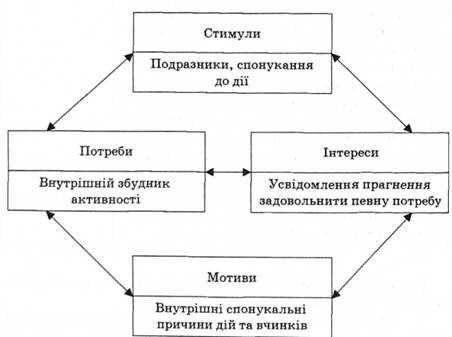 Стимули
Подразники, спонукання
до дії
Потреби
Внутрішній збудник
активності
Інтереси
Усвідомлення прагнення
задовольнити певну потребу
Мотиви
Внутрішні спонукальні
причини дій та вчинків